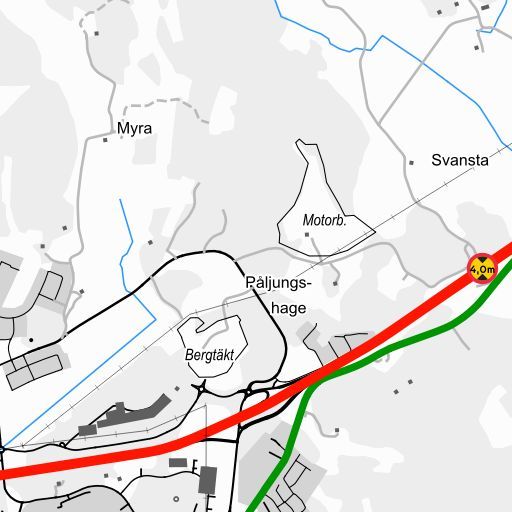 Myra
Svansta
Motorb.
4,0m
Påljungs-
hage
Bergtäkt